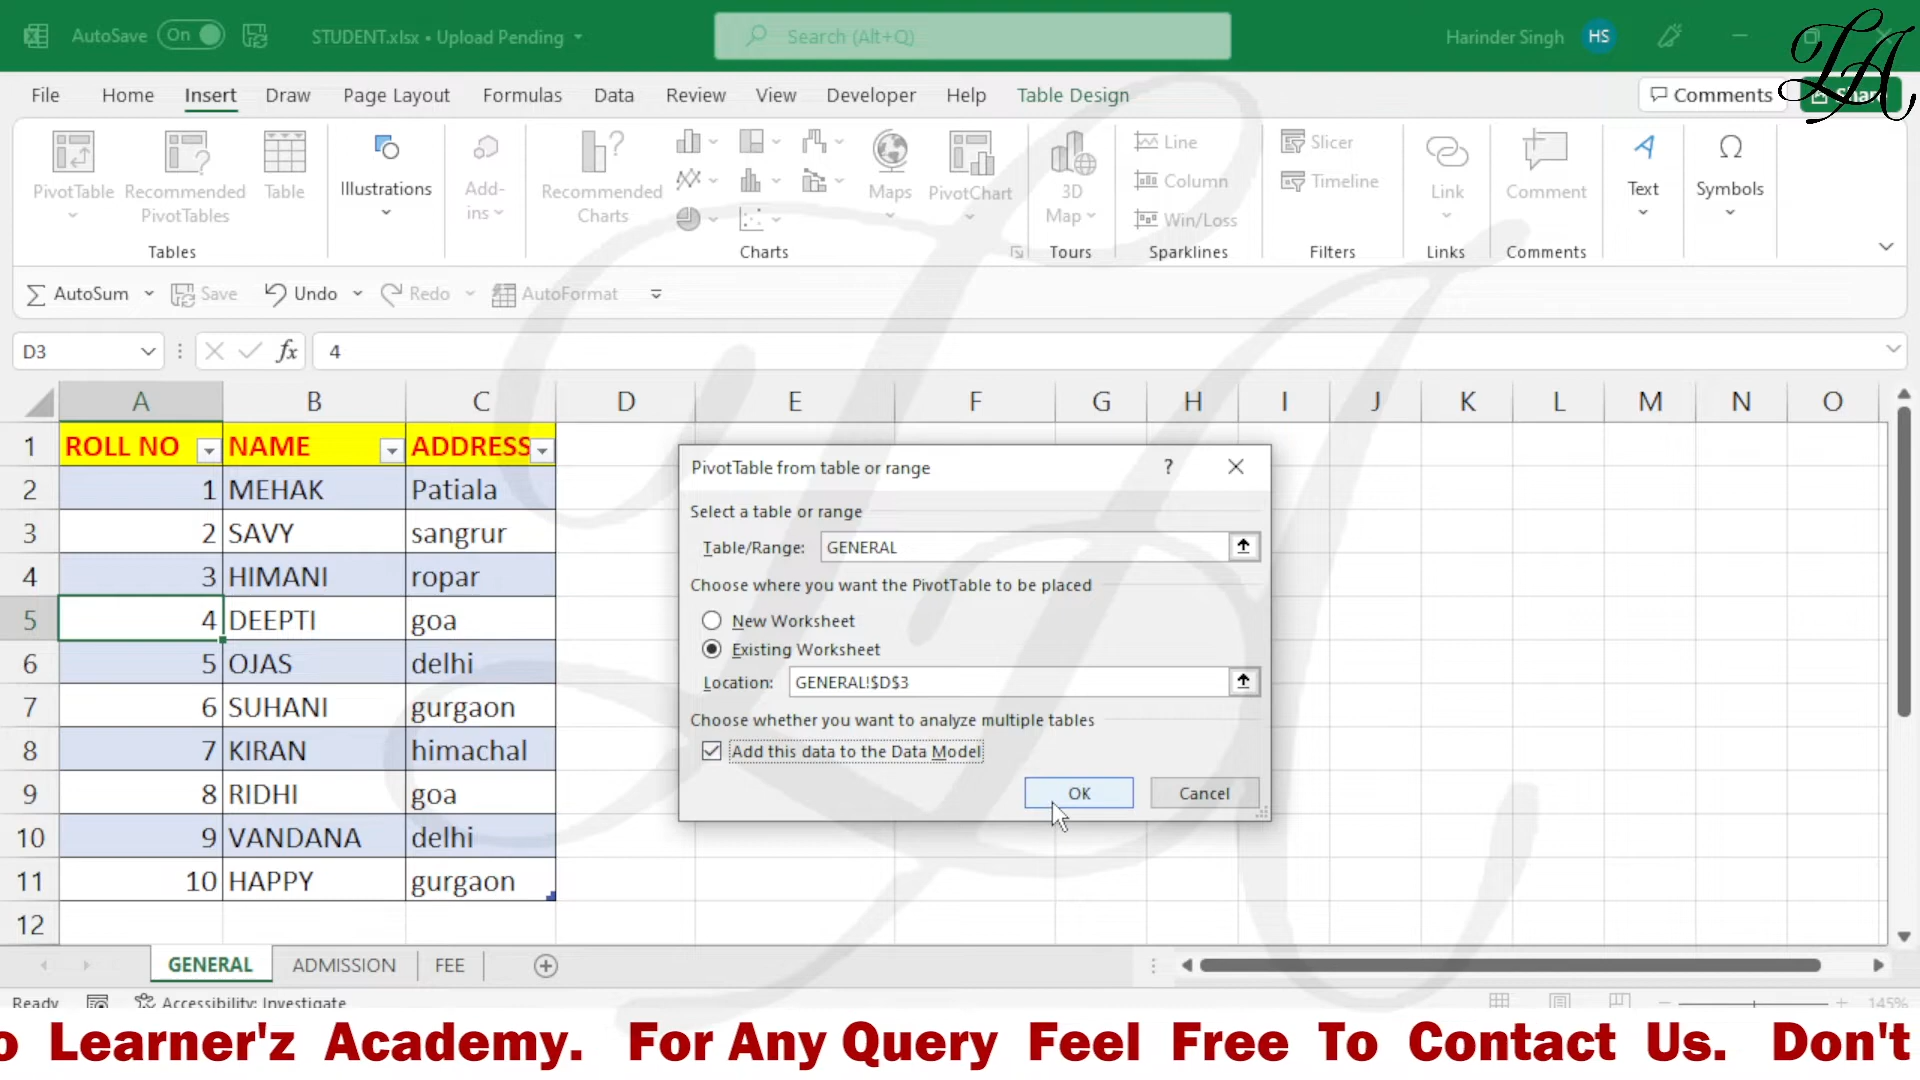 AutoSave On STUDENT.xlsx • Upload Pending Search (Alt+Q) Harinder Singh HS LA
File Home Insert Draw Page Layout Formulas Data Review View Developer Help Table Design Comments Share
PivotTable Recommended PivotTables Table
Tables
Illustrations
Add-ins
Recommended Charts
Maps PivotChart
Charts
3D Map
Tours
Line
Column
Win/Loss
Sparklines
Slicer
Timeline
Filters
Link
Links
Comment
Comments
Text
Symbols
AutoSum Save Undo Redo AutoFormat
D3 fx 4
A B C D E F G H I J K L M N O
1 ROLL NO NAME ADDRESS
2 1 MEHAK Patiala
3 2 SAVY sangrur
4 3 HIMANI ropar
5 4 DEEPTI goa
6 5 OJAS delhi
7 6 SUHANI gurgaon
8 7 KIRAN himachal
9 8 RIDHI goa
10 9 VANDANA delhi
11 10 HAPPY gurgaon
12
PivotTable from table or range ?
Select a table or range
Table/Range: GENERAL
Choose where you want the PivotTable to be placed
New Worksheet
Existing Worksheet
Location: GENERAL!$D$3
Choose whether you want to analyze multiple tables
Add this data to the Data Model
OK Cancel
GENERAL ADMISSION FEE
Ready Accessibility: Investigate 145%
o Learner'z Academy. For Any Query Feel Free To Contact Us. Don't